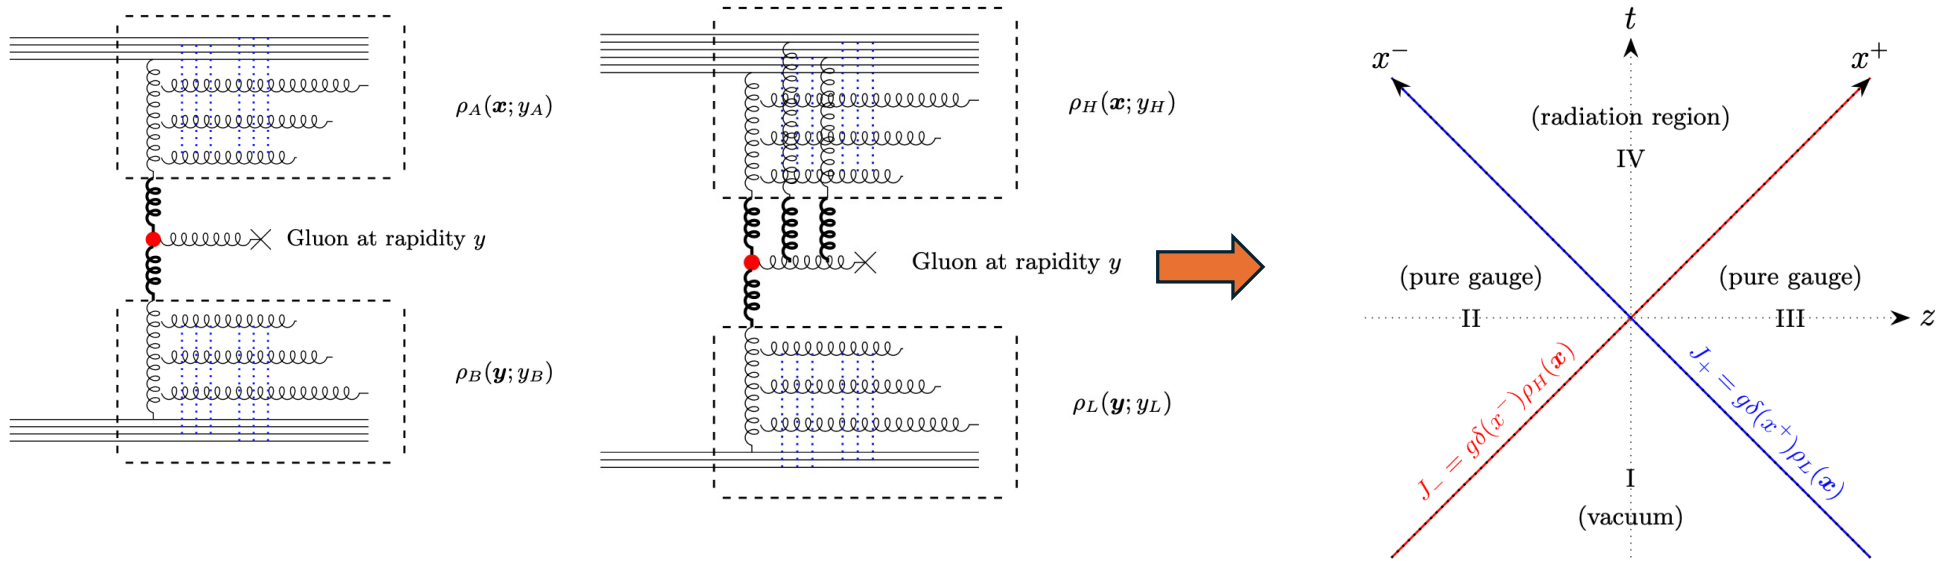 ρ_A(𝒙; y_A)
Gluon at rapidity y
ρ_B(𝒚; y_B)
ρ_H(𝒙; y_H)
Gluon at rapidity y
ρ_L(𝒚; y_L)
t
x⁻
x⁺
(radiation region)
IV
(pure gauge)
(pure gauge)
II
III
z
J_− = gδ(x⁻)ρ_H(𝒙)
J_+ = gδ(x⁺)ρ_L(𝒙)
I
(vacuum)